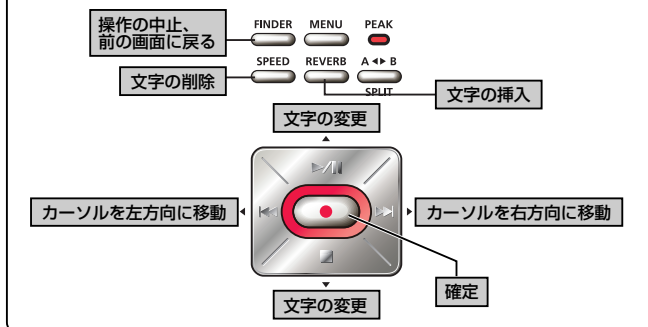 操作の中止、
前の画面に戻る
FINDER MENU PEAK
SPEED REVERB A ◂▸ B
文字の削除
文字の挿入
SPLIT
文字の変更
カーソルを左方向に移動
カーソルを右方向に移動
確定
文字の変更